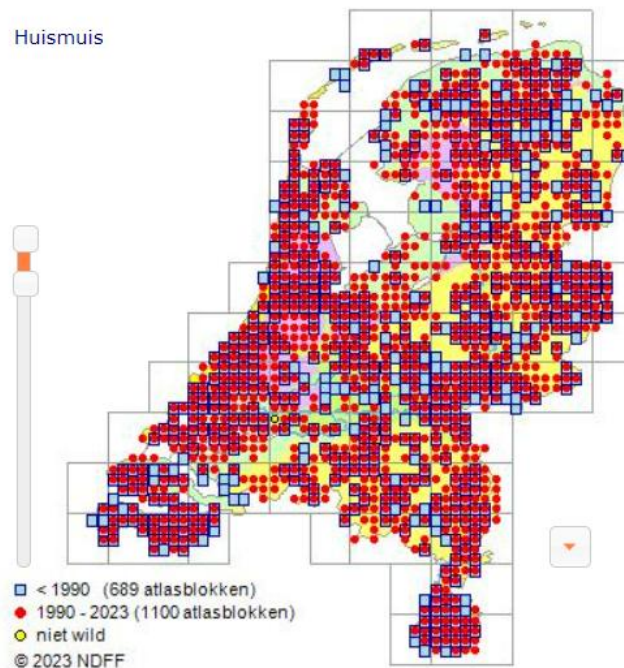 Huismuis
< 1990 (689 atlasblokken)
1990 - 2023 (1100 atlasblokken)
niet wild
© 2023 NDFF